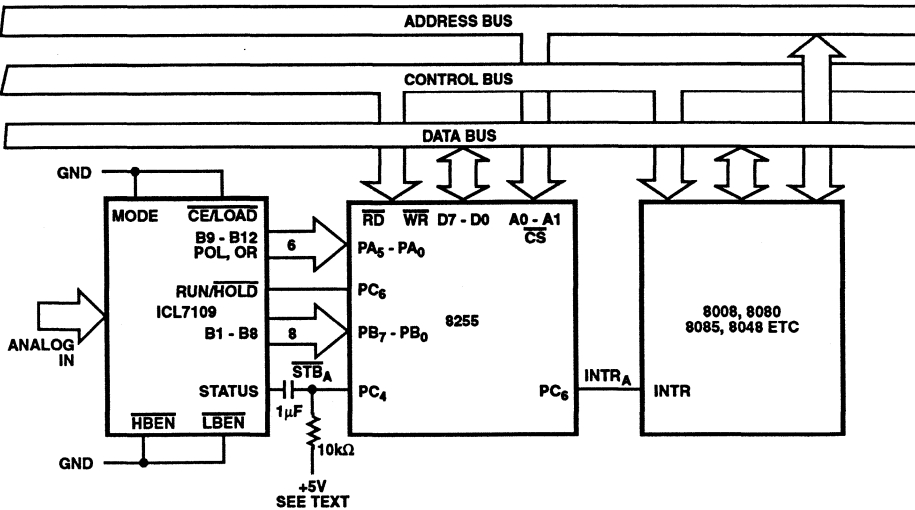 ADDRESS BUS
CONTROL BUS
DATA BUS
GND
MODE
CE/LOAD
B9 - B12
POL, OR
6
RUN/HOLD
ICL7109
B1 - B8
8
ANALOG
IN
STATUS
HBEN
LBEN
GND
STBA
1μF
10kΩ
+5V
SEE TEXT
RD WR D7 - D0 A0 - A1
CS
PA5 - PA0
PC6
8255
PB7 - PB0
PC4
PC6
INTRA
INTR
8008, 8080
8085, 8048 ETC